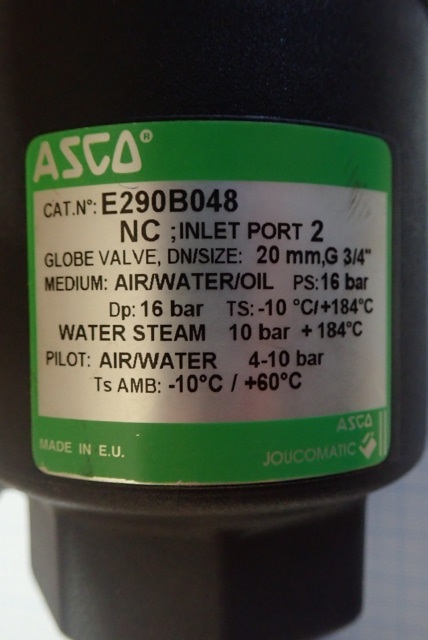 ASCO®
CAT.N°: E290B048
NC ; INLET PORT 2
GLOBE VALVE, DN/SIZE: 20 mm,G 3/4"
MEDIUM: AIR/WATER/OIL PS:16 bar
Dp: 16 bar TS: -10 °C/+184°C
WATER STEAM 10 bar + 184°C
PILOT: AIR/WATER 4-10 bar
Ts AMB: -10°C / +60°C
ASCO
MADE IN E.U. JOUCOMATIC